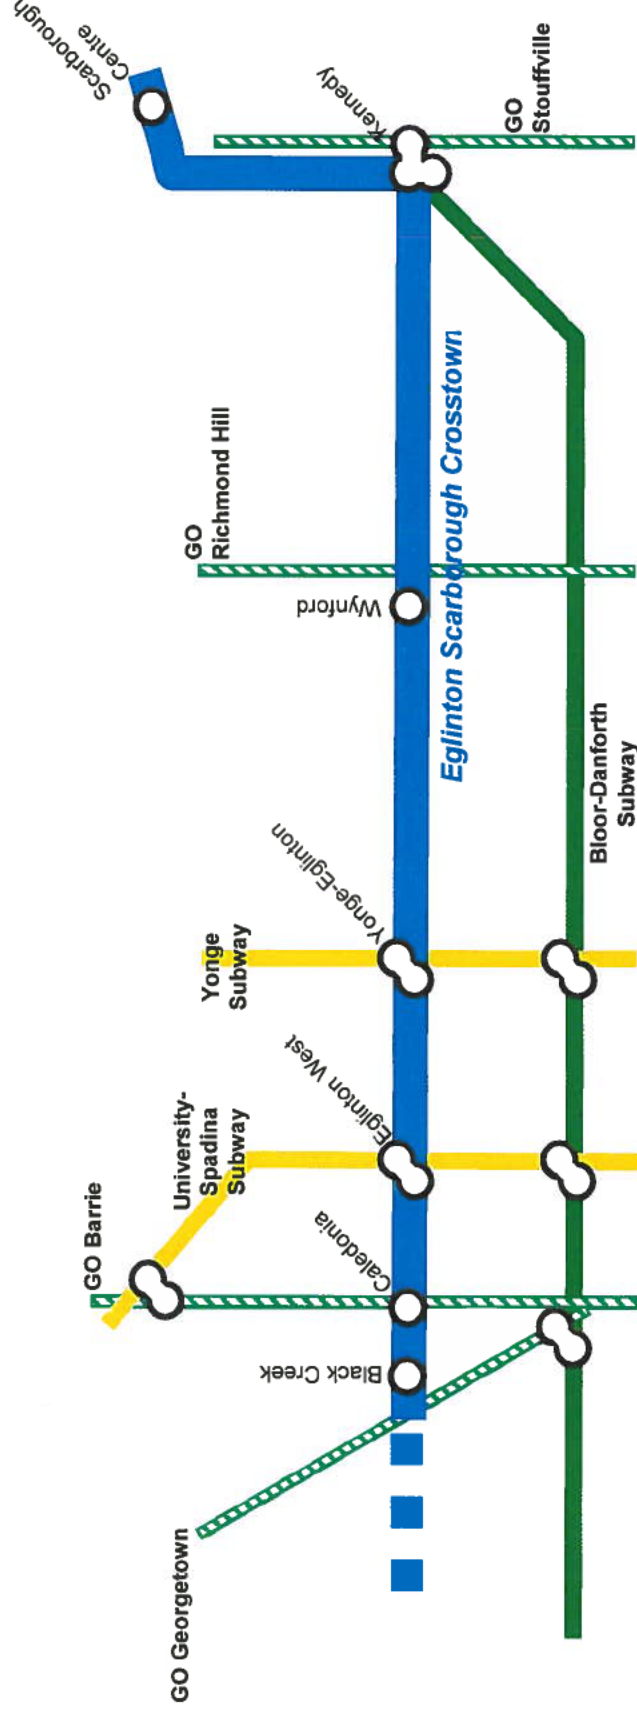 GO Georgetown
GO Barrie
University-
Spadina
Subway
Yonge
Subway
GO
Richmond Hill
Scarborough
Centre
Black Creek
Caledonia
Eglinton West
Yonge-Eglinton
Wynford
Kennedy
Eglinton Scarborough Crosstown
GO
Stouffville
Bloor-Danforth
Subway